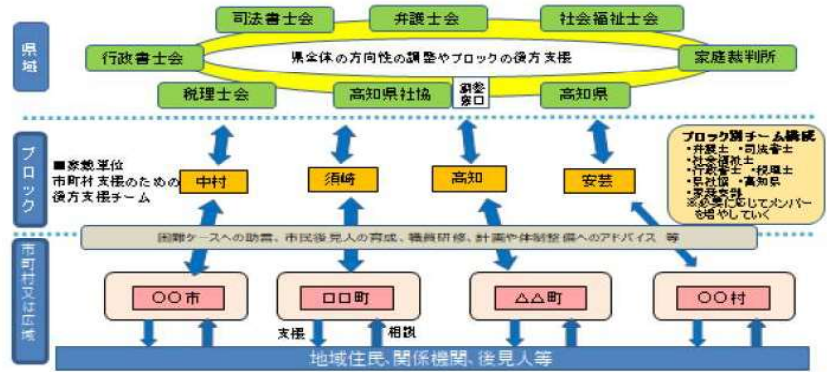 県域
司法書士会
弁護士会
社会福祉士会
行政書士会
県全体の方向性の調整やブロックの後方支援
家庭裁判所
税理士会
高知県社協
調整
窓口
高知県
ブロック
■家裁単位
市町村支援のための
後方支援チーム
中村
須崎
高知
安芸
ブロック別チーム構成
・弁護士 ・司法書士
・社会福祉士
・行政書士 ・税理士
・県社協 ・高知県
・家庭裁判所
※必要に応じてメンバー
を増やしていく
困難ケースへの助言、市民後見人の育成、職員研修、計画や体制整備へのアドバイス 等
市町村又は広域
〇〇市
口口町
△△町
〇〇村
支援
相談
地域住民、関係機関、後見人等